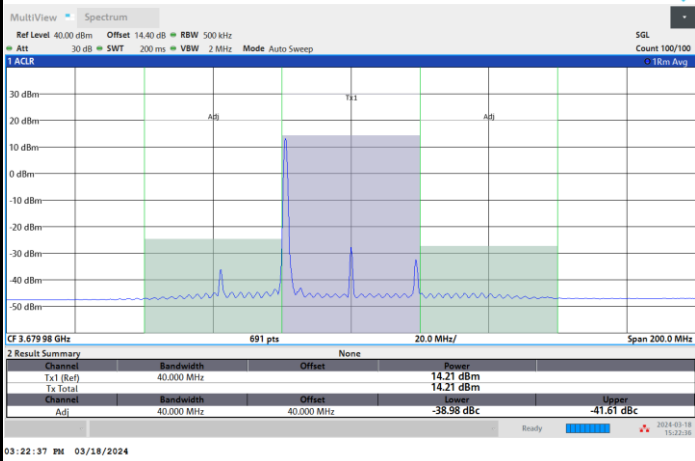 MultiView Spectrum
Ref Level 40.00 dBm Offset 14.40 dB RBW 500 kHz SGL
Att 30 dB SWT 200 ms VBW 2 MHz Mode Auto Sweep Count 100/100
1 ACLR 1Rm Avg
30 dBm
Tx1
20 dBm
Adj Adj
10 dBm
0 dBm
-10 dBm
-20 dBm
-30 dBm
-40 dBm
-50 dBm
CF 3.67998 GHz 691 pts 20.0 MHz/ Span 200.0 MHz
2 Result Summary None
Channel Bandwidth Offset Power
Tx1 (Ref) 40.000 MHz 14.21 dBm
Tx Total 14.21 dBm
Channel Bandwidth Offset Lower Upper
Adj 40.000 MHz 40.000 MHz -38.98 dBc -41.61 dBc
Ready 2024-03-18
15:22:36
03:22:37 PM 03/18/2024